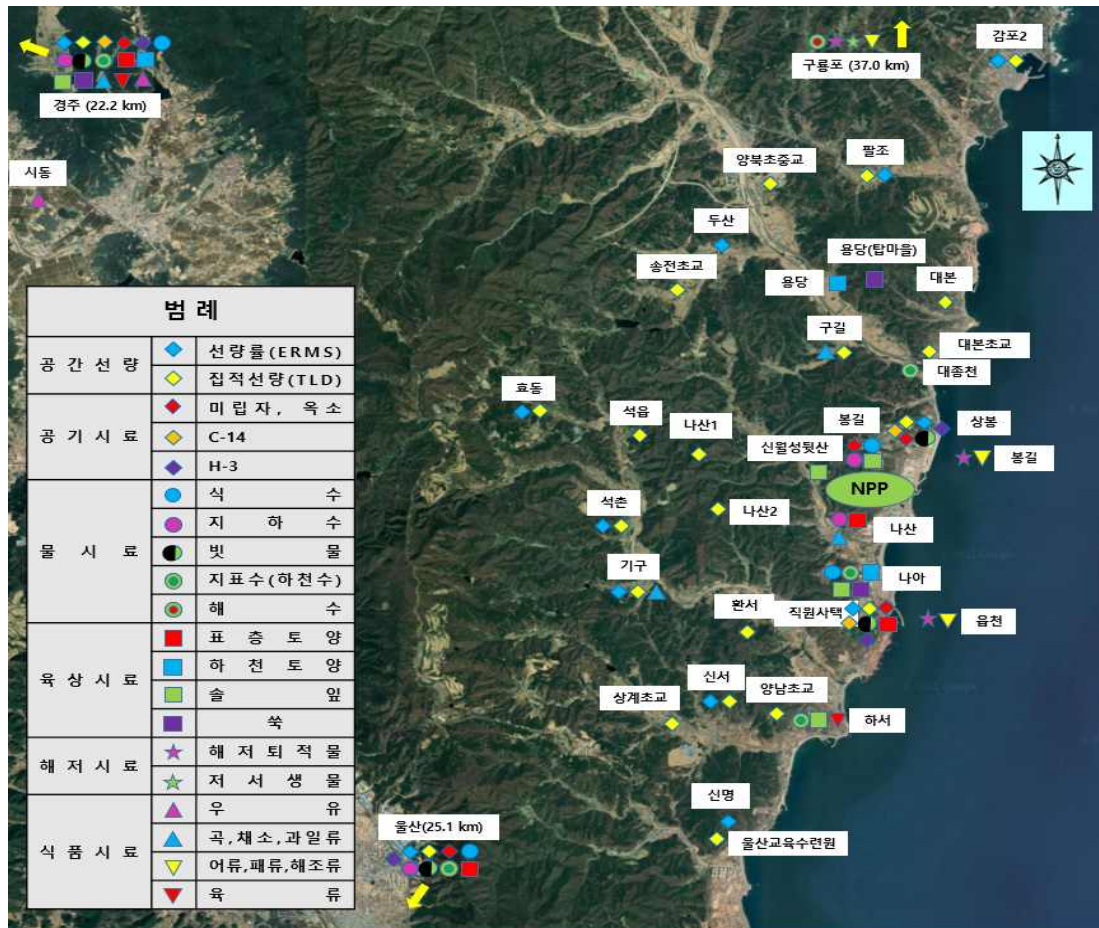 감포2
구룡포 (37.0 km)
경주 (22.2 km)
시동
양북초중교
팔조
두산
용당(탑마을)
송전초교
용당
대본
구길
대본초교
대종천
효동
석읍
나산1
봉길
상봉
신월성뒷산
봉길
NPP
석촌
나산2
나산
기구
나아
환서
직원사택
읍천
신서
양남초교
상계초교
하서
신명
울산(25.1 km)
울산교육수련원
범 례
공 간 선 량
선 량 률 (ERMS)
집적선량(TLD)
공 기 시 료
미 립 자 , 옥 소
C-14
H-3
물 시 료
식 수
지 하 수
빗 물
지표수(하천수)
해 수
육 상 시 료
표 층 토 양
하 천 토 양
솔 잎
쑥
해 저 시 료
해 저 퇴 적 물
저 서 생 물
식 품 시 료
우 유
곡,채소,과일류
어류,패류,해조류
육 류